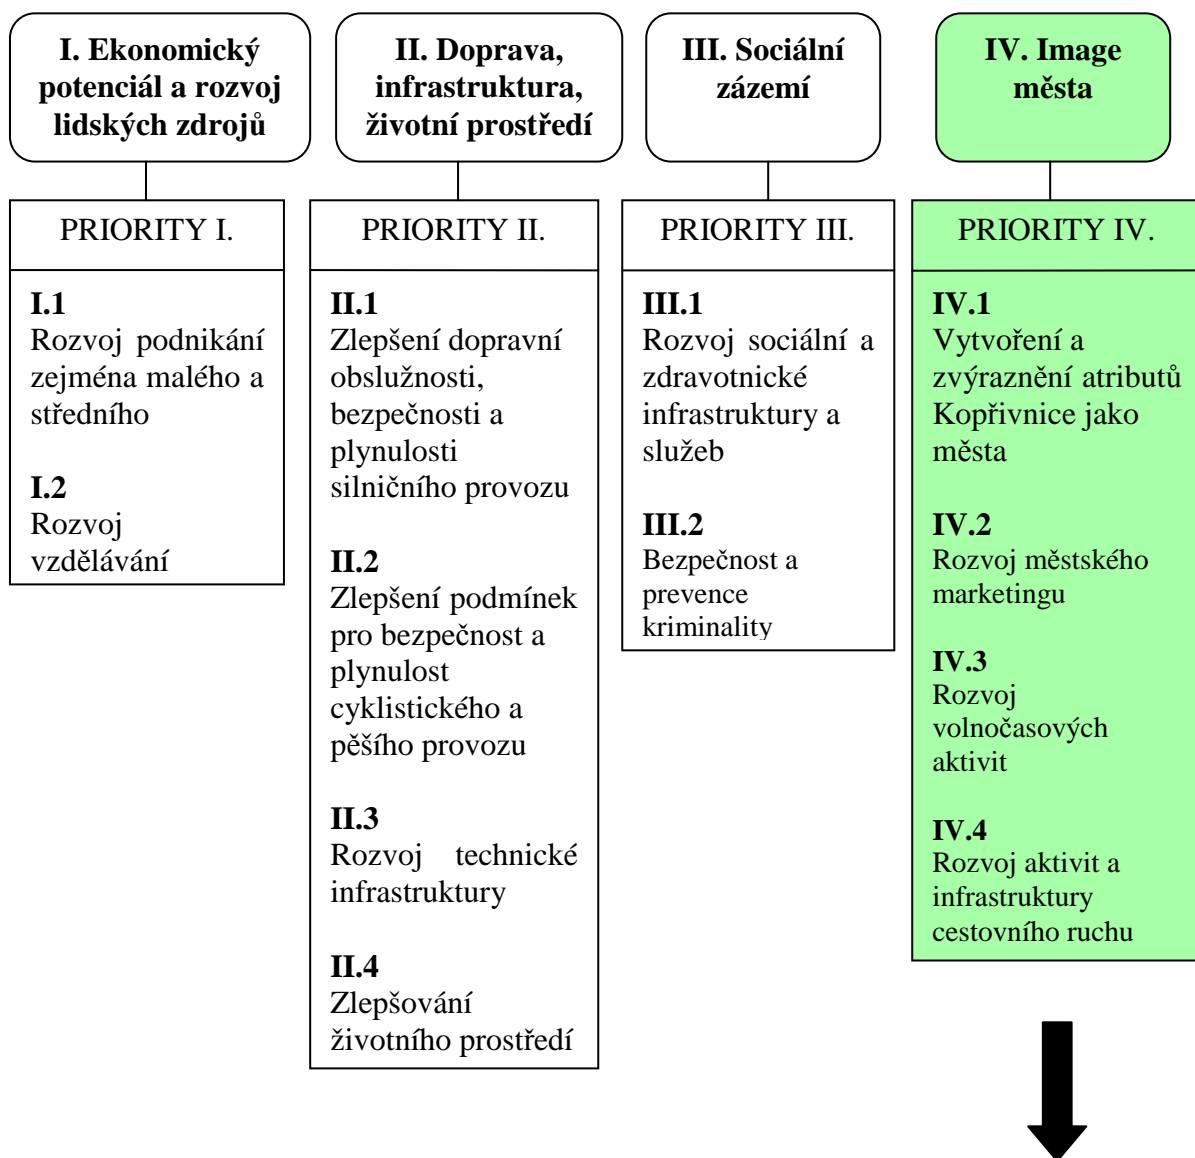 I. Ekonomický
potenciál a rozvoj
lidských zdrojů
II. Doprava,
infrastruktura,
životní prostředí
III. Sociální
zázemí
IV. Image
města
PRIORITY I.
I.1
Rozvoj podnikání
zejména malého a
středního
I.2
Rozvoj
vzdělávání
PRIORITY II.
II.1
Zlepšení dopravní
obslužnosti,
bezpečnosti a
plynulosti
silničního provozu
II.2
Zlepšení podmínek
pro bezpečnost a
plynulost
cyklistického a
pěšího provozu
II.3
Rozvoj technické
infrastruktury
II.4
Zlepšování
životního prostředí
PRIORITY III.
III.1
Rozvoj sociální a
zdravotnické
infrastruktury a
služeb
III.2
Bezpečnost a
prevence
kriminality
PRIORITY IV.
IV.1
Vytvoření a
zvýraznění atributů
Kopřivnice jako
města
IV.2
Rozvoj městského
marketingu
IV.3
Rozvoj
volnočasových
aktivit
IV.4
Rozvoj aktivit a
infrastruktury
cestovního ruchu